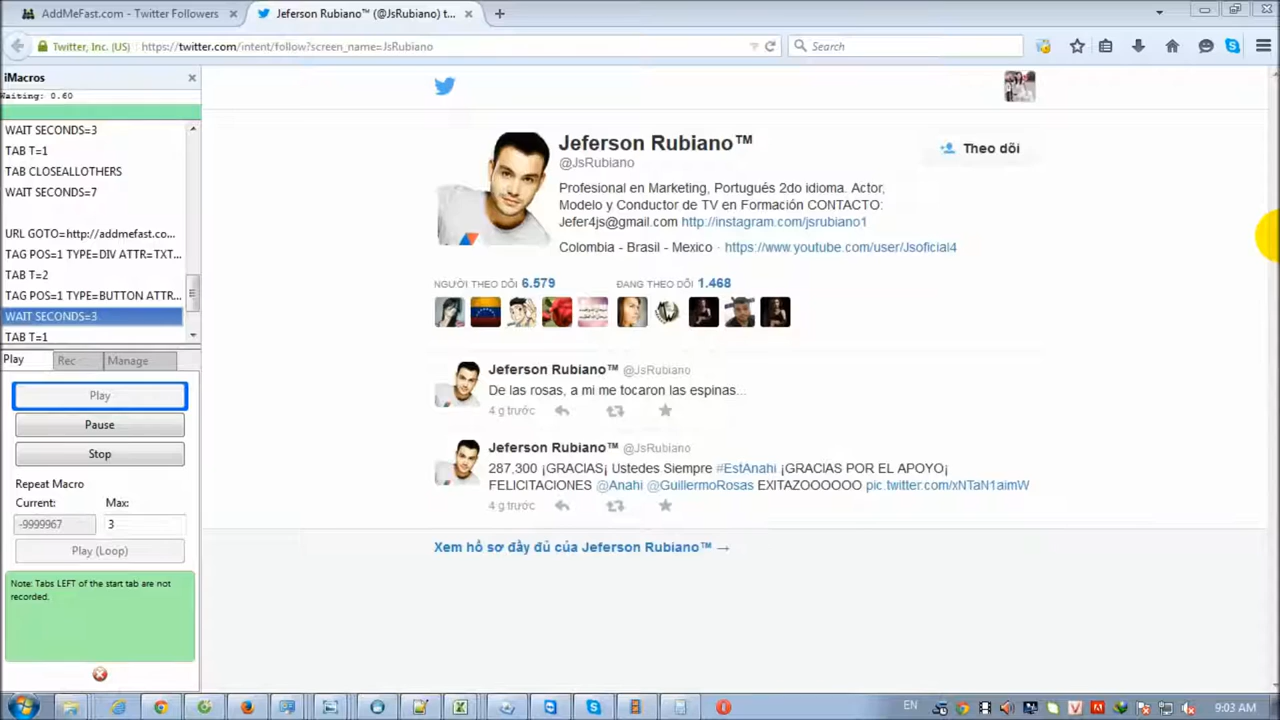 AddMeFast.com - Twitter Followers
Jeferson Rubiano™ (@JsRubiano) t...
Twitter, Inc. (US)
https://twitter.com/intent/follow?screen_name=JsRubiano
Search
iMacros
Waiting: 0.60
WAIT SECONDS=3
TAB T=1
TAB CLOSEALLOTHERS
WAIT SECONDS=7
URL GOTO=http://addmefast.co...
TAG POS=1 TYPE=DIV ATTR=TXT...
TAB T=2
TAG POS=1 TYPE=BUTTON ATTR...
WAIT SECONDS=3
TAB T=1
Play
Rec
Manage
Play
Pause
Stop
Repeat Macro
Current:
Max:
-9999967
3
Play (Loop)
Note: Tabs LEFT of the start tab are not
recorded.
Jeferson Rubiano™
@JsRubiano
Theo dõi
Profesional en Marketing, Portugués 2do idioma. Actor,
Modelo y Conductor de TV en Formación CONTACTO:
Jefer4js@gmail.com http://instagram.com/jsrubiano1
Colombia - Brasil - Mexico · https://www.youtube.com/user/Jsoficial4
NGƯỜI THEO DÕI 6.579
ĐANG THEO DÕI 1.468
Jeferson Rubiano™ @JsRubiano
De las rosas, a mi me tocaron las espinas...
4 g trước
Jeferson Rubiano™ @JsRubiano
287,300 ¡GRACIAS¡ Ustedes Siempre #EstAnahi ¡GRACIAS POR EL APOYO¡
FELICITACIONES @Anahi @GuillermoRosas EXITAZOOOOOO pic.twitter.com/xNTaN1aimW
4 g trước
Xem hồ sơ đầy đủ của Jeferson Rubiano™ →
EN
9:03 AM